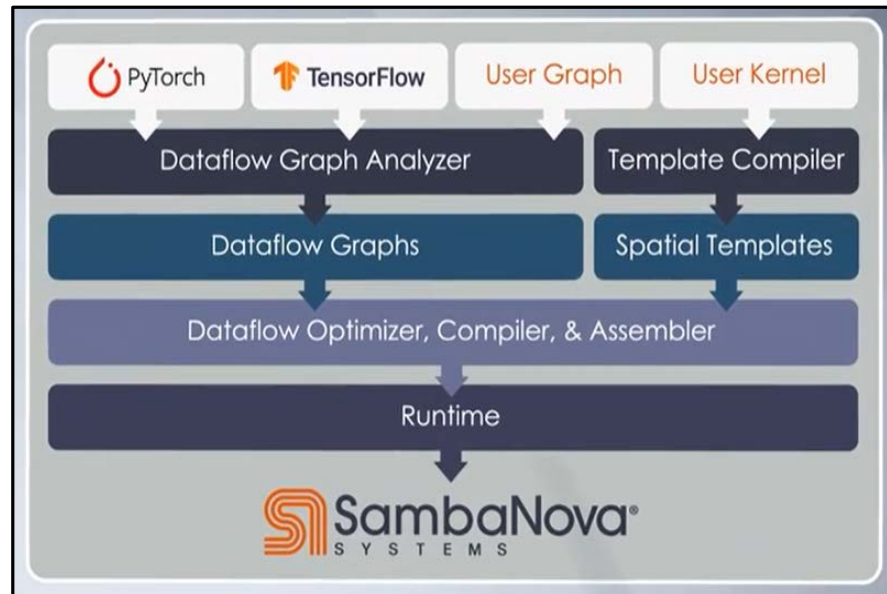 PyTorch
TensorFlow
User Graph
User Kernel
Dataflow Graph Analyzer
Template Compiler
Dataflow Graphs
Spatial Templates
Dataflow Optimizer, Compiler, & Assembler
Runtime
SambaNova®
SYSTEMS